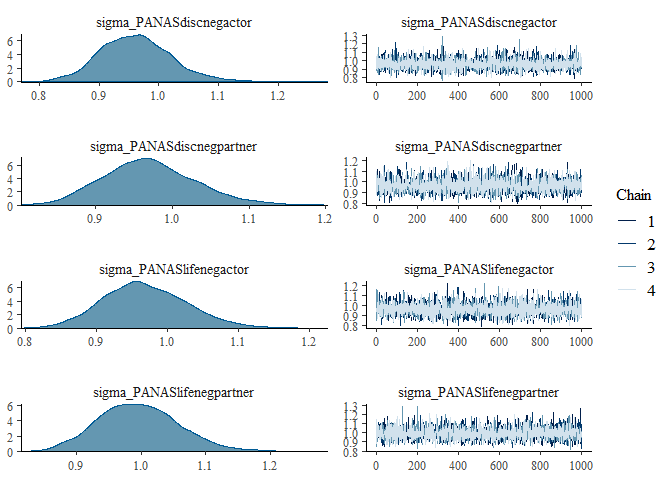 sigma_PANASdiscnegactor
6
4
2
0
0.8 0.9 1.0 1.1 1.2
sigma_PANASdiscnegactor
1.3
1.2
1.1
1.0
0.9
0.8
0 200 400 600 800 1000
sigma_PANASdiscnegpartner
6
4
2
0
0.9 1.0 1.1 1.2
sigma_PANASdiscnegpartner
1.2
1.1
1.0
0.9
0.8
0 200 400 600 800 1000
sigma_PANASlifenegactor
6
4
2
0
0.8 0.9 1.0 1.1 1.2
sigma_PANASlifenegactor
1.2
1.1
1.0
0.9
0.8
0 200 400 600 800 1000
sigma_PANASlifenegpartner
6
4
2
0
0.9 1.0 1.1 1.2
sigma_PANASlifenegpartner
1.3
1.2
1.1
1.0
0.9
0.8
0 200 400 600 800 1000
Chain
1
2
3
4